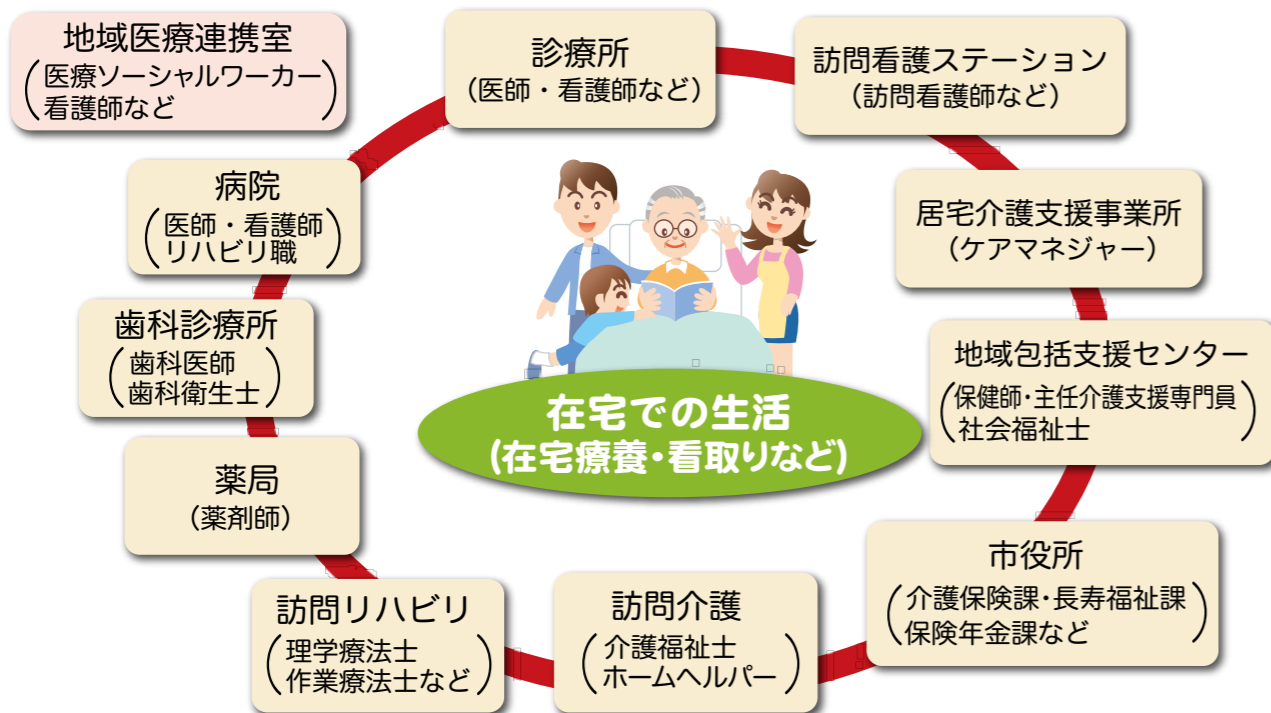 地域医療連携室
(医療ソーシャルワーカー
看護師など)
診療所
(医師・看護師など)
訪問看護ステーション
(訪問看護師など)
病院
(医師・看護師
リハビリ職)
居宅介護支援事業所
(ケアマネジャー)
歯科診療所
(歯科医師
歯科衛生士)
地域包括支援センター
(保健師・主任介護支援専門員
社会福祉士)
在宅での生活
(在宅療養・看取りなど)
薬局
(薬剤師)
市役所
(介護保険課・長寿福祉課
保険年金課など)
訪問リハビリ
(理学療法士
作業療法士など)
訪問介護
(介護福祉士
ホームヘルパー)